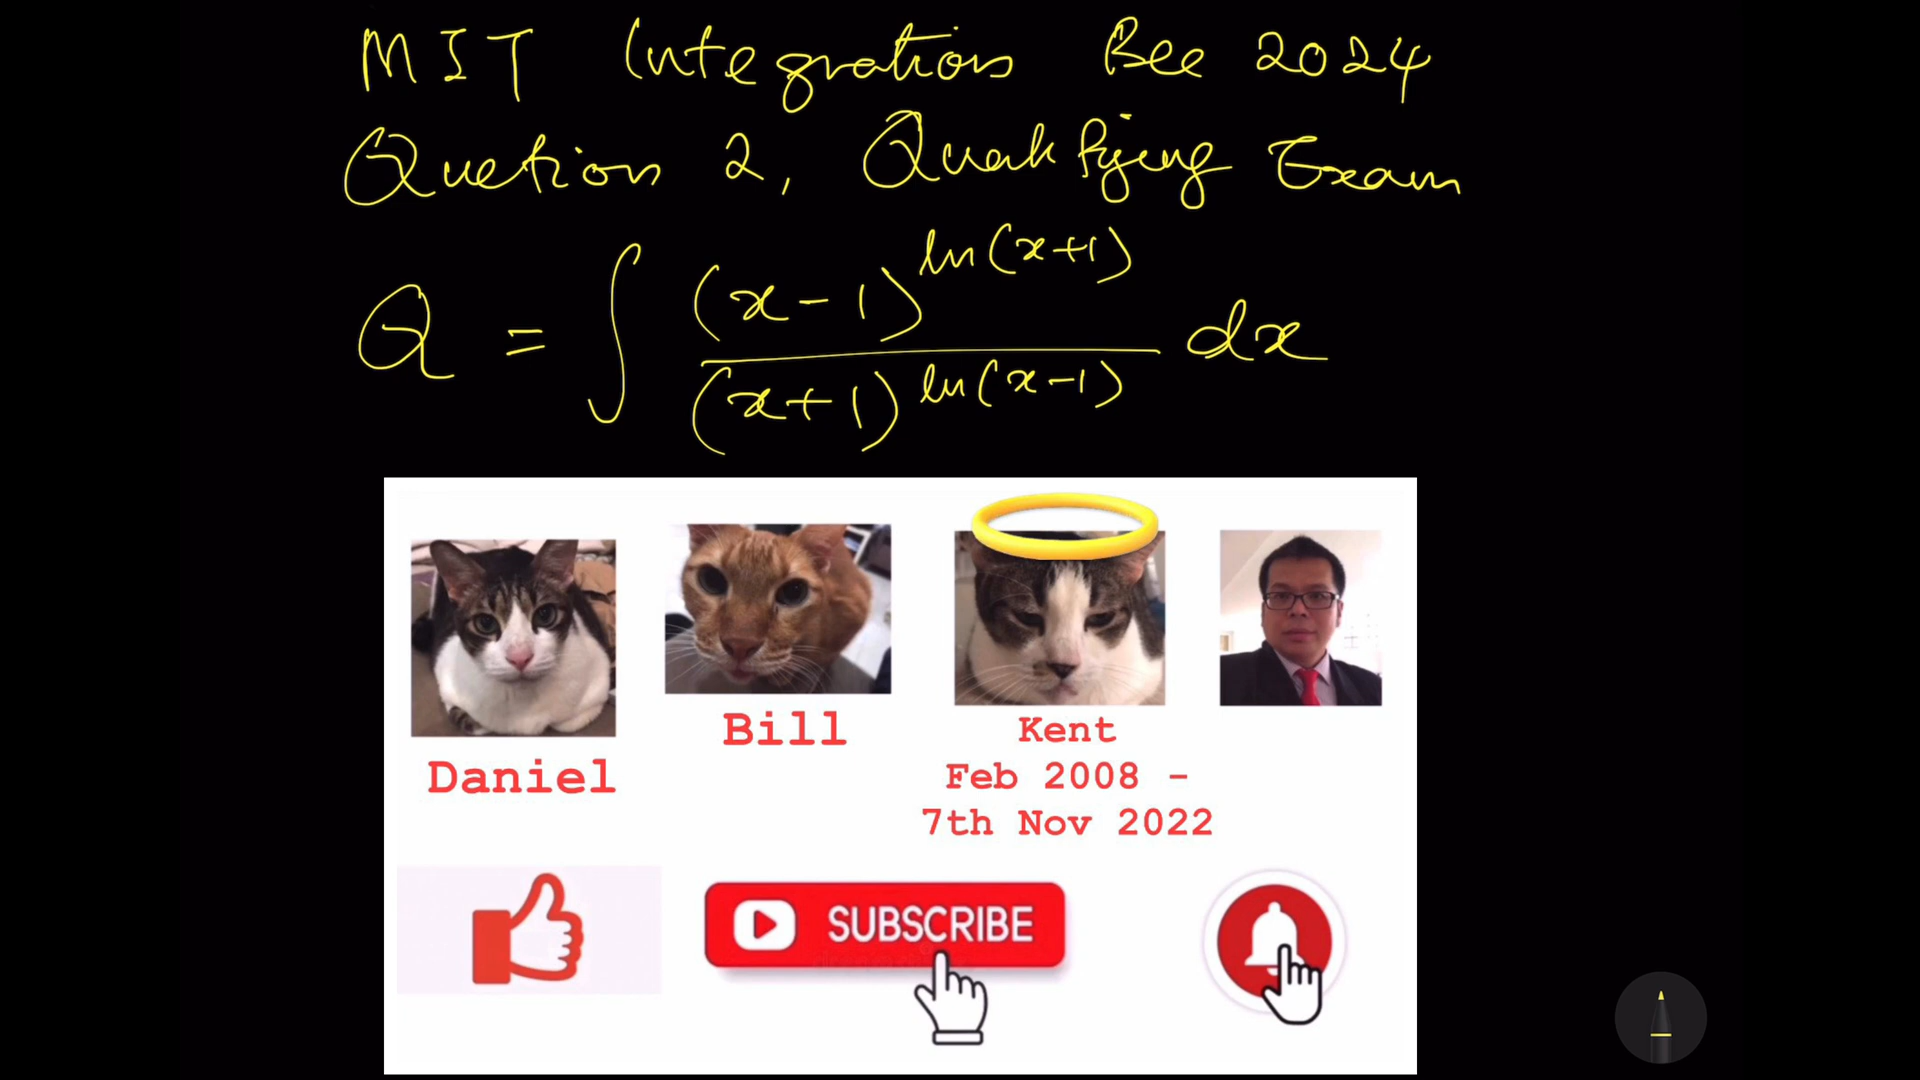 MIT Integration Bee 2024
Quetion 2, Qualifying Exam
Q = ∫ (x-1)^ln(x+1) / (x+1)^ln(x-1) dx
Daniel
Bill
Kent
Feb 2008 -
7th Nov 2022
SUBSCRIBE